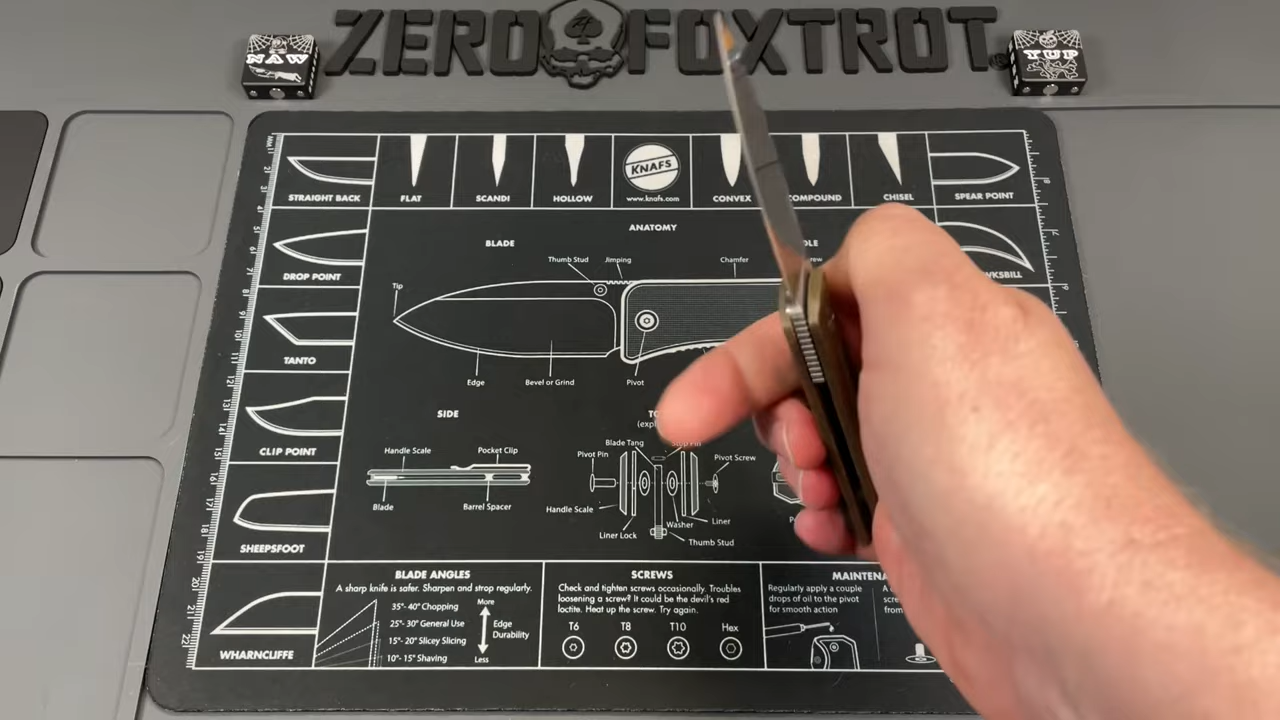 ZERO FOXTROT
NAW
YUP
STRAIGHT BACK
FLAT
SCANDI
HOLLOW
KNAFS
www.knafs.com
CONVEX
COMPOUND
CHISEL
SPEAR POINT
ANATOMY
BLADE
DROP POINT
Thumb Stud
Jimping
Chamfer
Tip
TANTO
Edge
Bevel or Grind
Pivot
SIDE
CLIP POINT
Handle Scale
Pocket Clip
Blade Tang
Stop Pin
Pivot Pin
Pivot Screw
Blade
Barrel Spacer
Handle Scale
Washer
Liner
Liner Lock
Thumb Stud
SHEEPSFOOT
WHARNCLIFFE
BLADE ANGLES
A sharp knife is safer. Sharpen and strop regularly.
35°- 40° Chopping
25°- 30° General Use
15°- 20° Slicey Slicing
10°- 15° Shaving
More
Edge
Durability
Less
SCREWS
Check and tighten screws occasionally. Troubles
loosening a screw? It could be the devil's red
loctite. Heat up the screw. Try again.
T6
T8
T10
Hex
Regularly apply a couple
drops of oil to the pivot
for smooth action